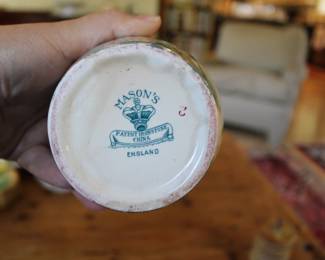 MASON'S
PATENT IRONSTONE
CHINA
ENGLAND